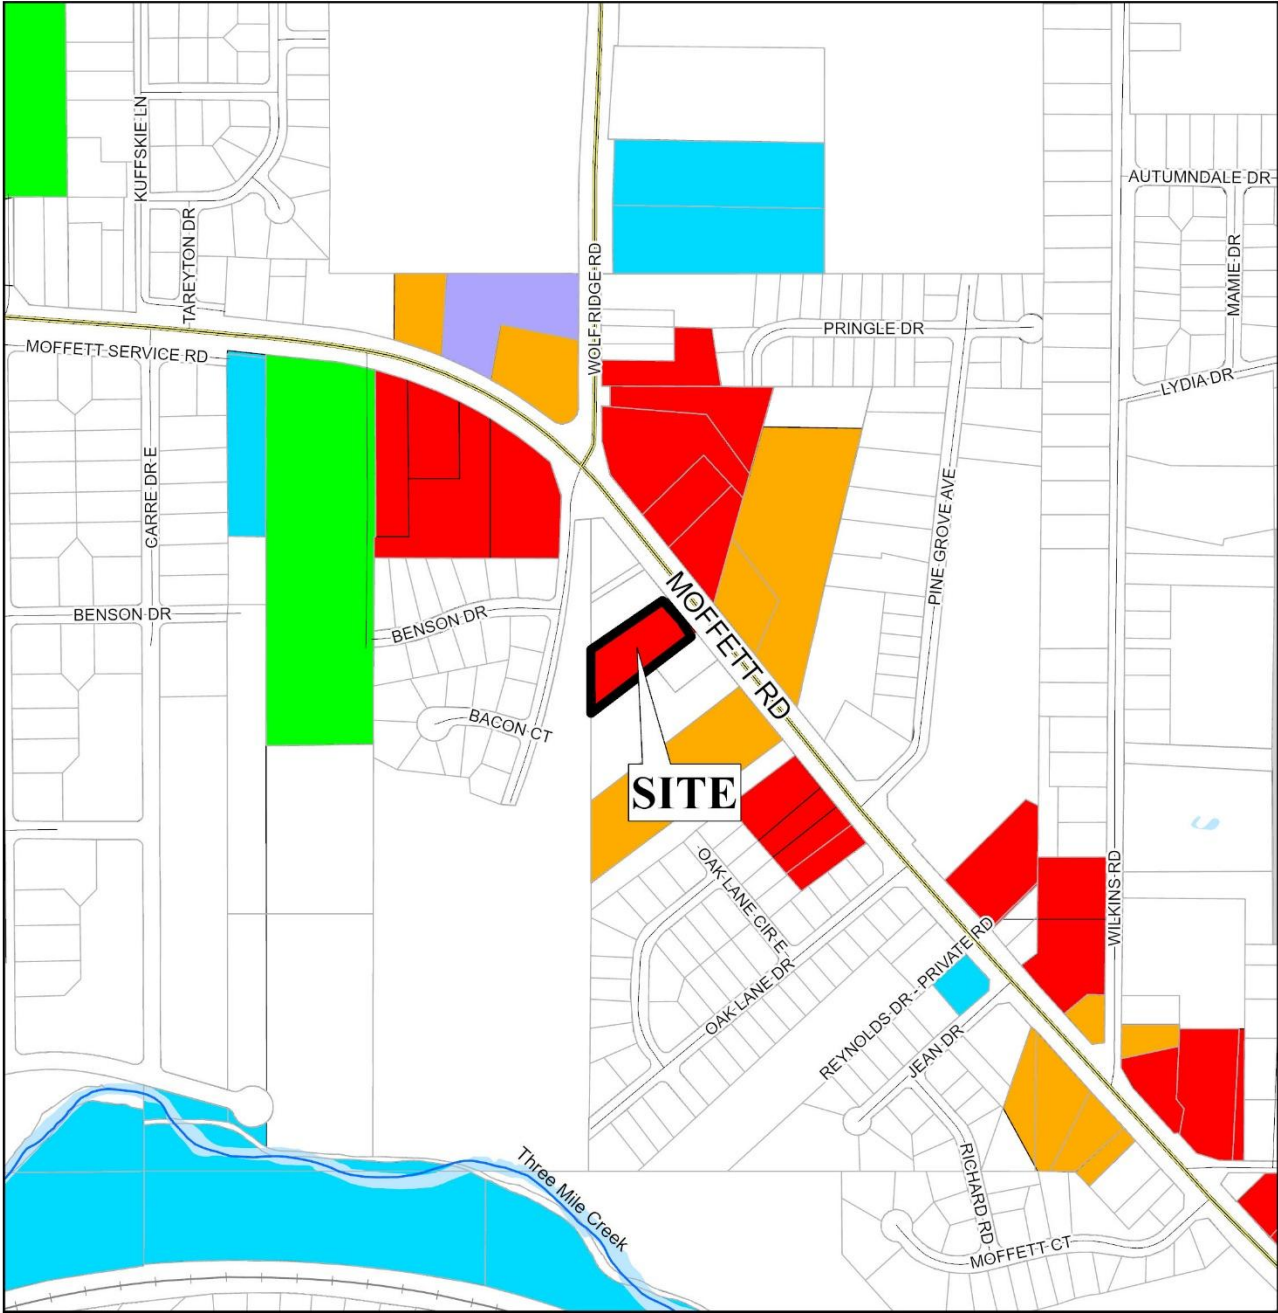 KUFFSKIE LN
TAREYTON DR
WOLF RIDGE RD
AUTUMNDALE DR
MAMIE DR
PRINGLE DR
LYDIA DR
MOFFETT SERVICE RD
CARRE DR E
PINE GROVE AVE
BENSON DR
BENSON DR
MOFFETT RD
BACON CT
SITE
OAK LANE CIR E
OAK LANE DR
WILKINS RD
REYNOLDS DR - PRIVATE RD
JEAN DR
RICHARD RD
MOFFETT CT
Three Mile Creek